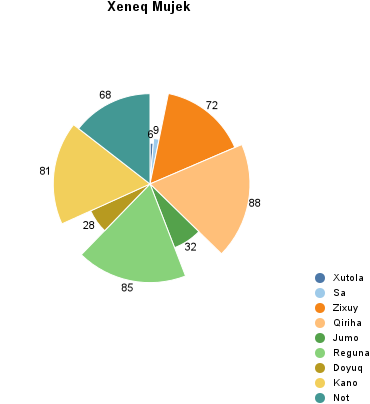 Xeneq Mujek
68
6
9
72
81
88
28
32
85
Xutola
Sa
Zixuy
Qiriha
Jumo
Reguna
Doyuq
Kano
Not